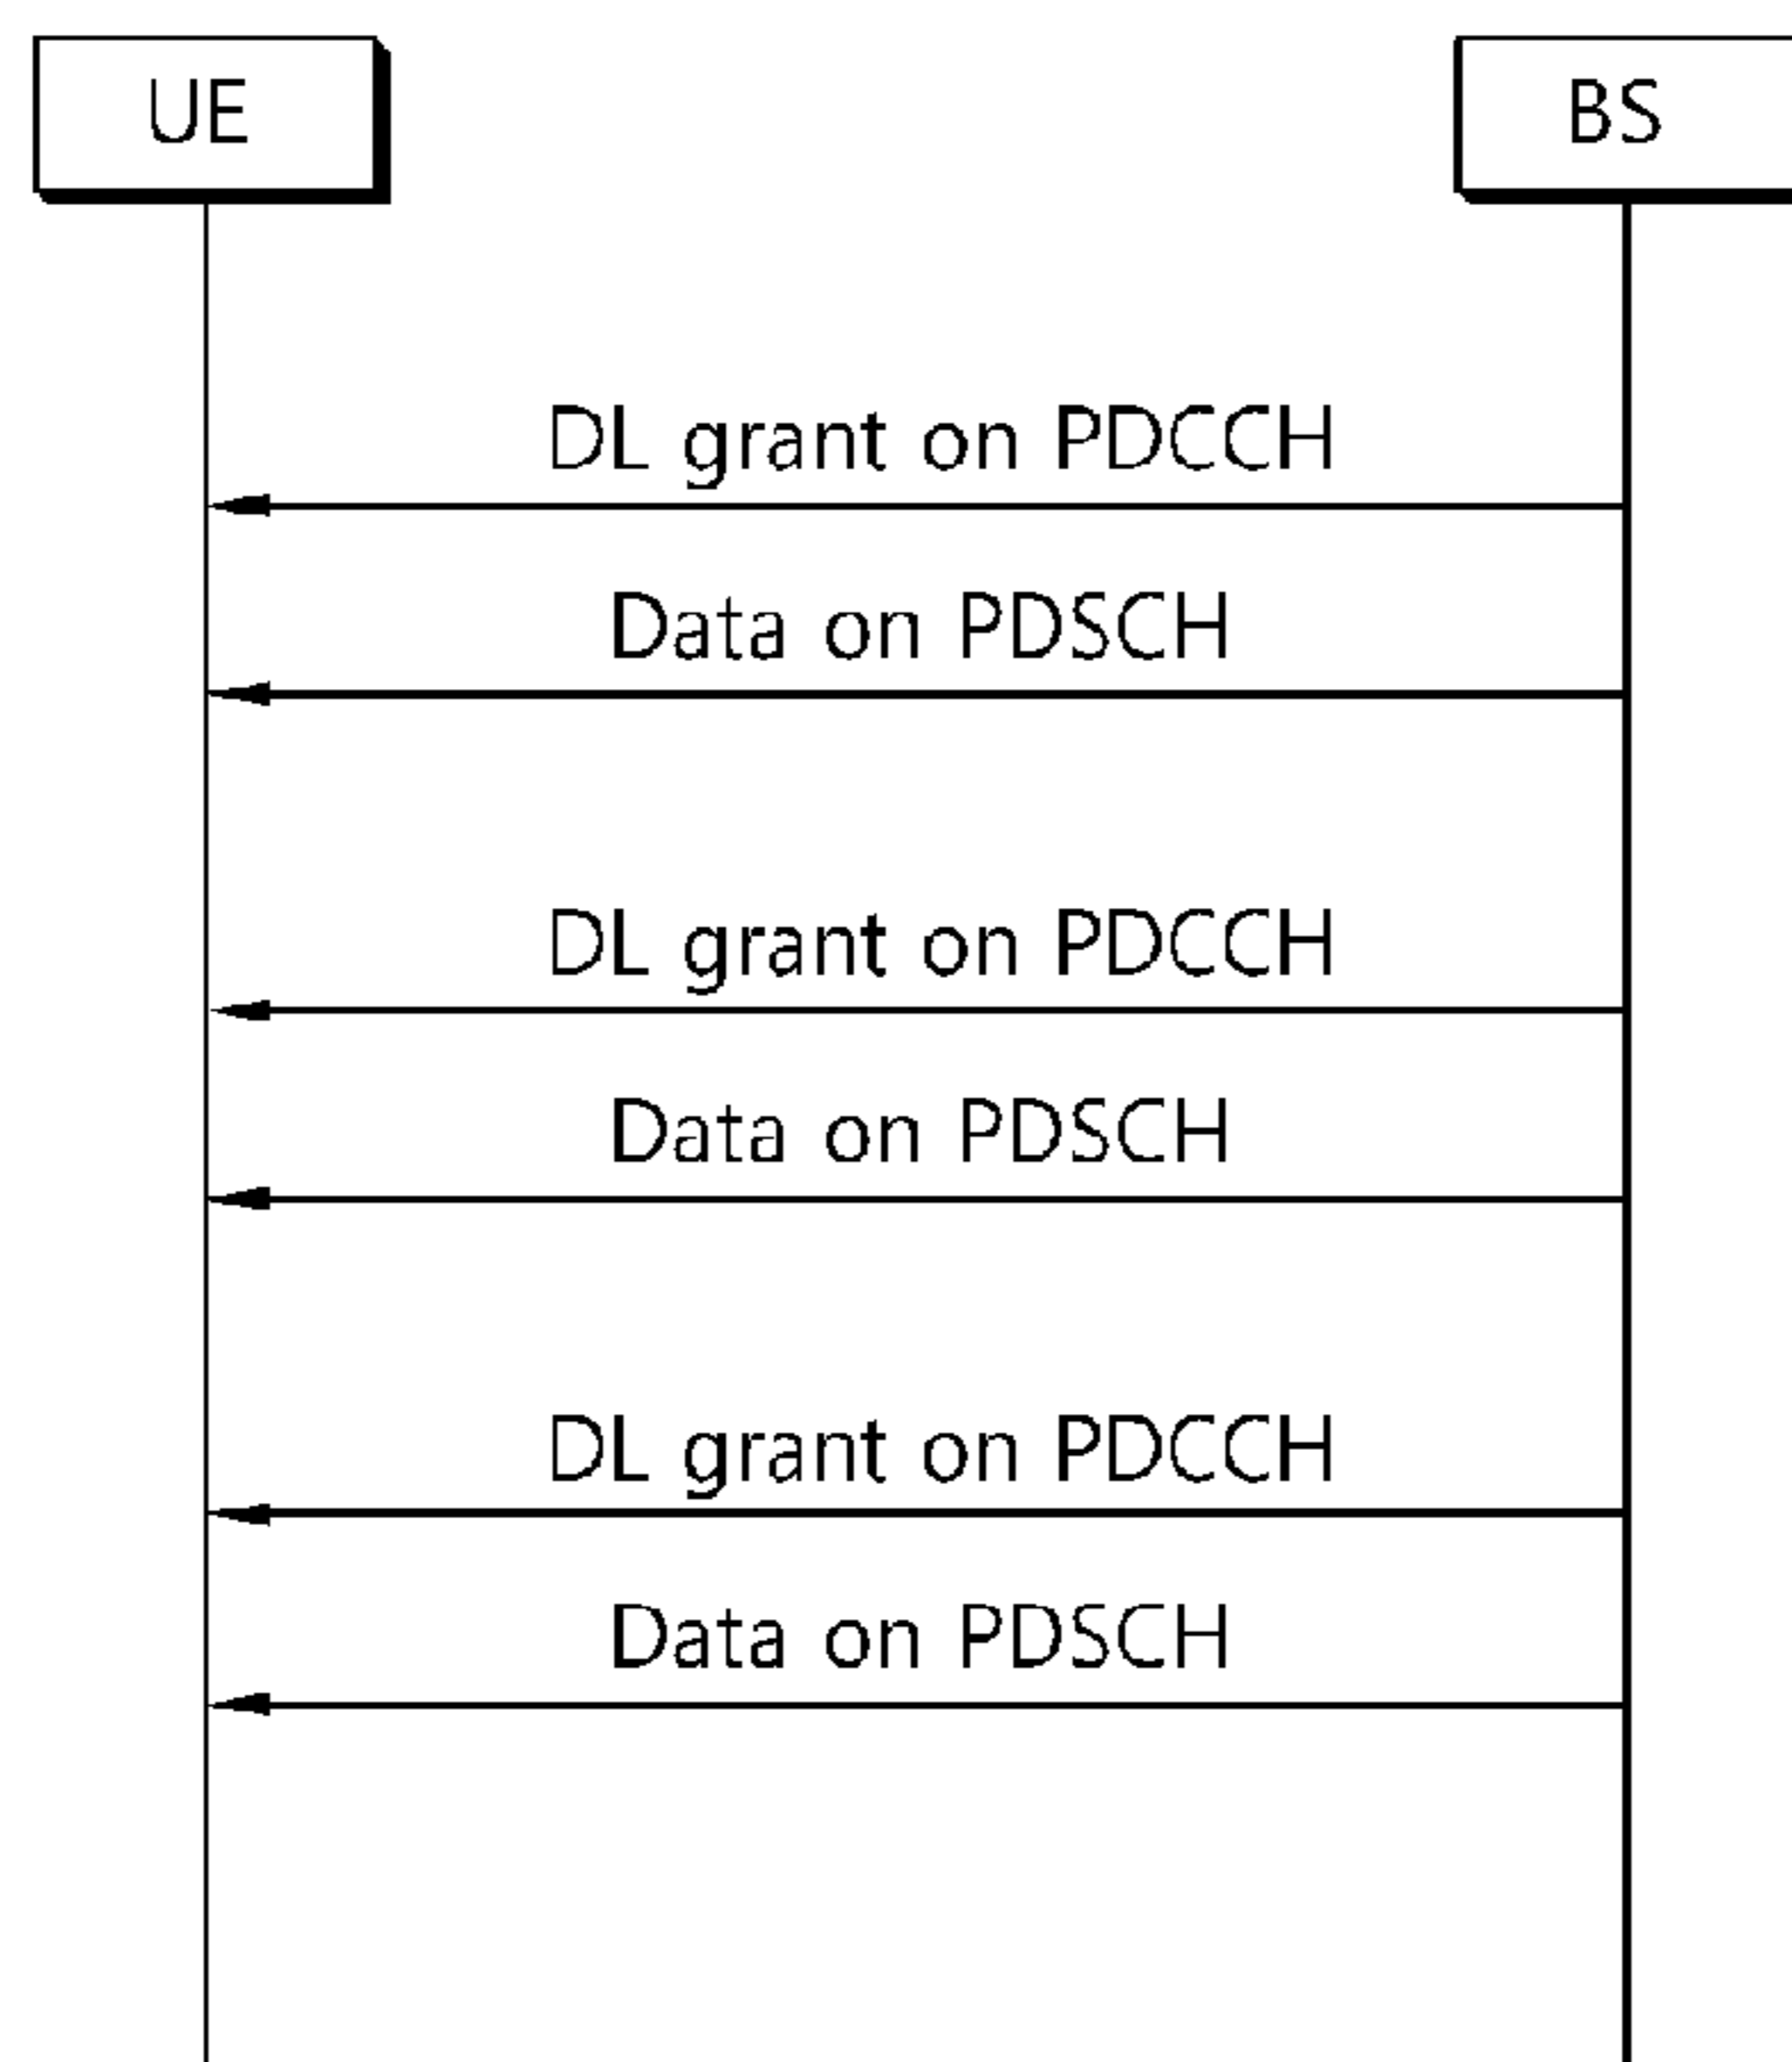 UE
BS
DL grant on PDCCH
Data on PDSCH
DL grant on PDCCH
Data on PDSCH
DL grant on PDCCH
Data on PDSCH